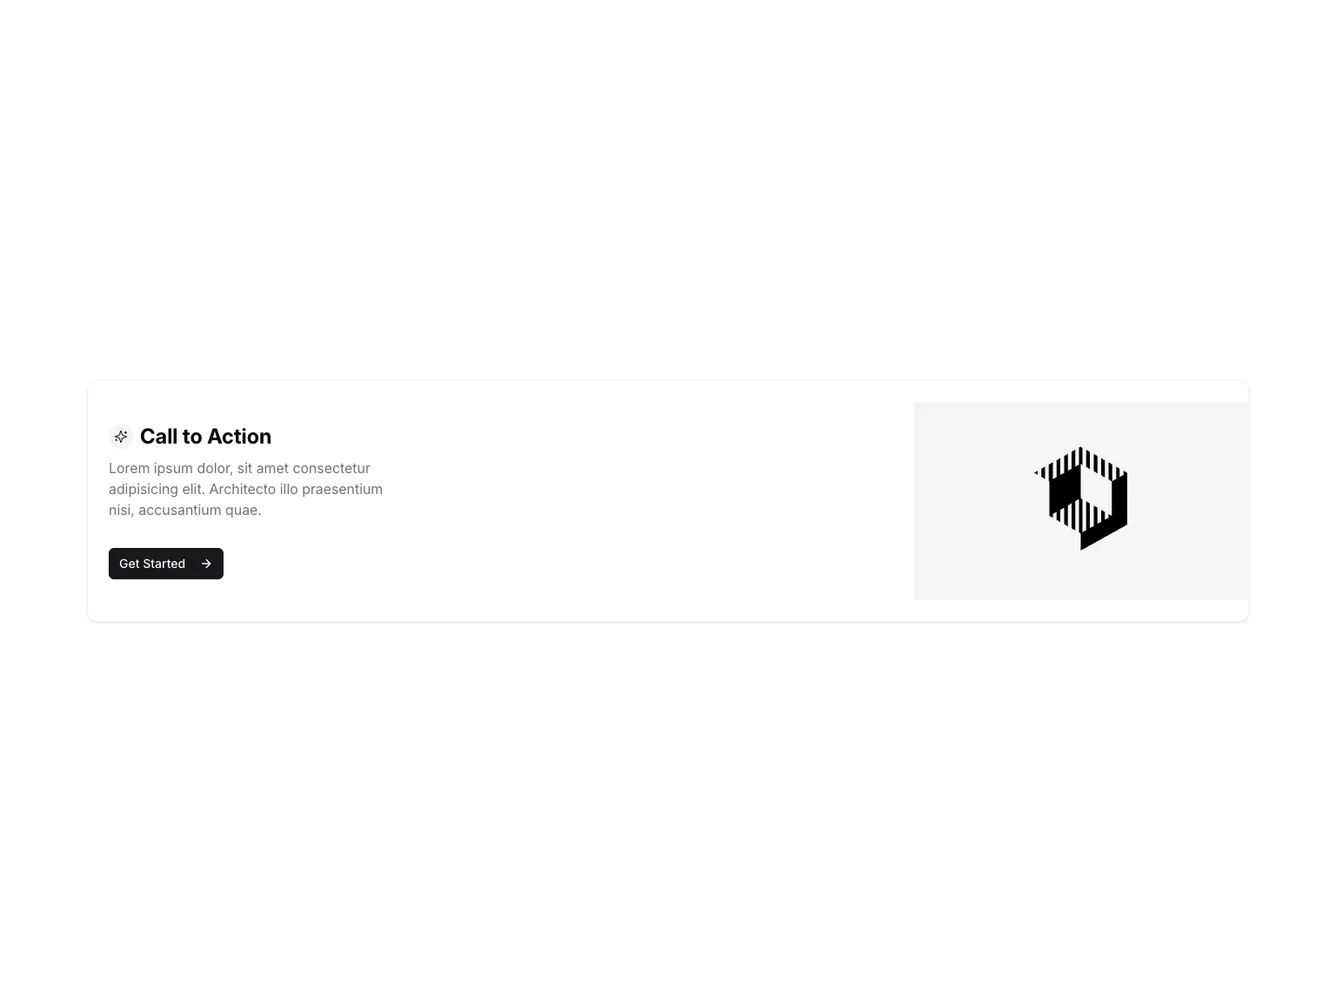 Call to Action
Lorem ipsum dolor, sit amet consectetur
adipisicing elit. Architecto illo praesentium
nisi, accusantium quae.
Get Started